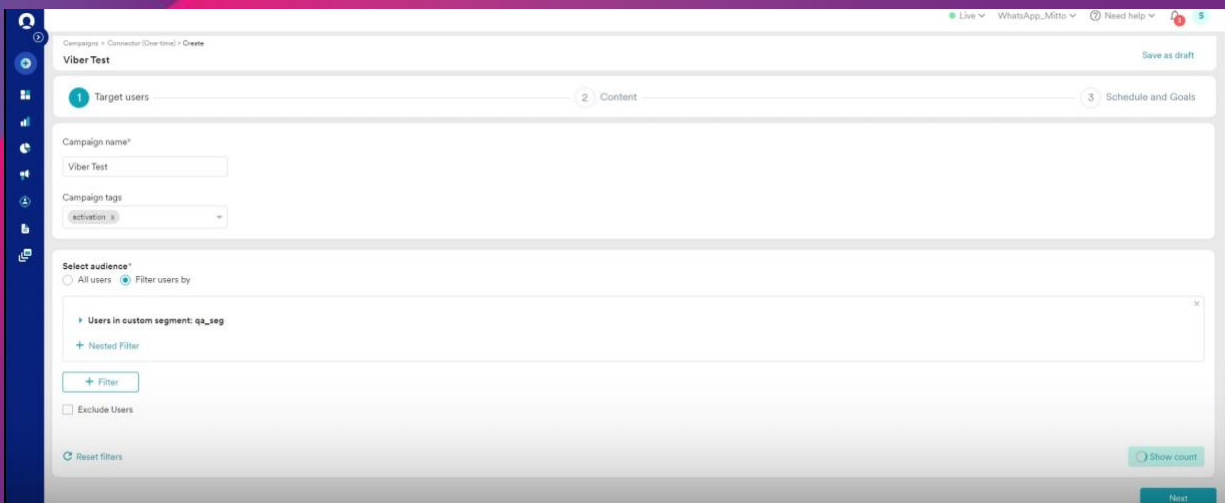 Live WhatsApp_Mitto Need help 3 S
Campaigns > Connector (One-time) > Create
Viber Test
Save as draft
1 Target users 2 Content 3 Schedule and Goals
Campaign name*
Viber Test
Campaign tags
activation x
Select audience*
All users Filter users by
Users in custom segment: qa_seg
+ Nested Filter
+ Filter
Exclude Users
Reset filters Show count
Next